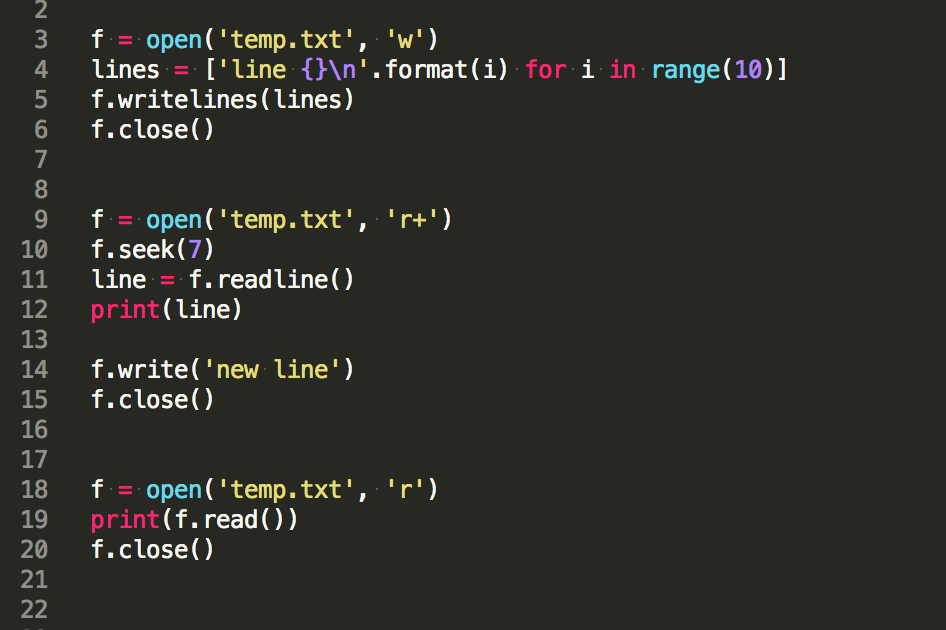 2
3 f = open('temp.txt', 'w')
4 lines = ['line {}\n'.format(i) for i in range(10)]
5 f.writelines(lines)
6 f.close()
7
8
9 f = open('temp.txt', 'r+')
10 f.seek(7)
11 line = f.readline()
12 print(line)
13
14 f.write('new line')
15 f.close()
16
17
18 f = open('temp.txt', 'r')
19 print(f.read())
20 f.close()
21
22